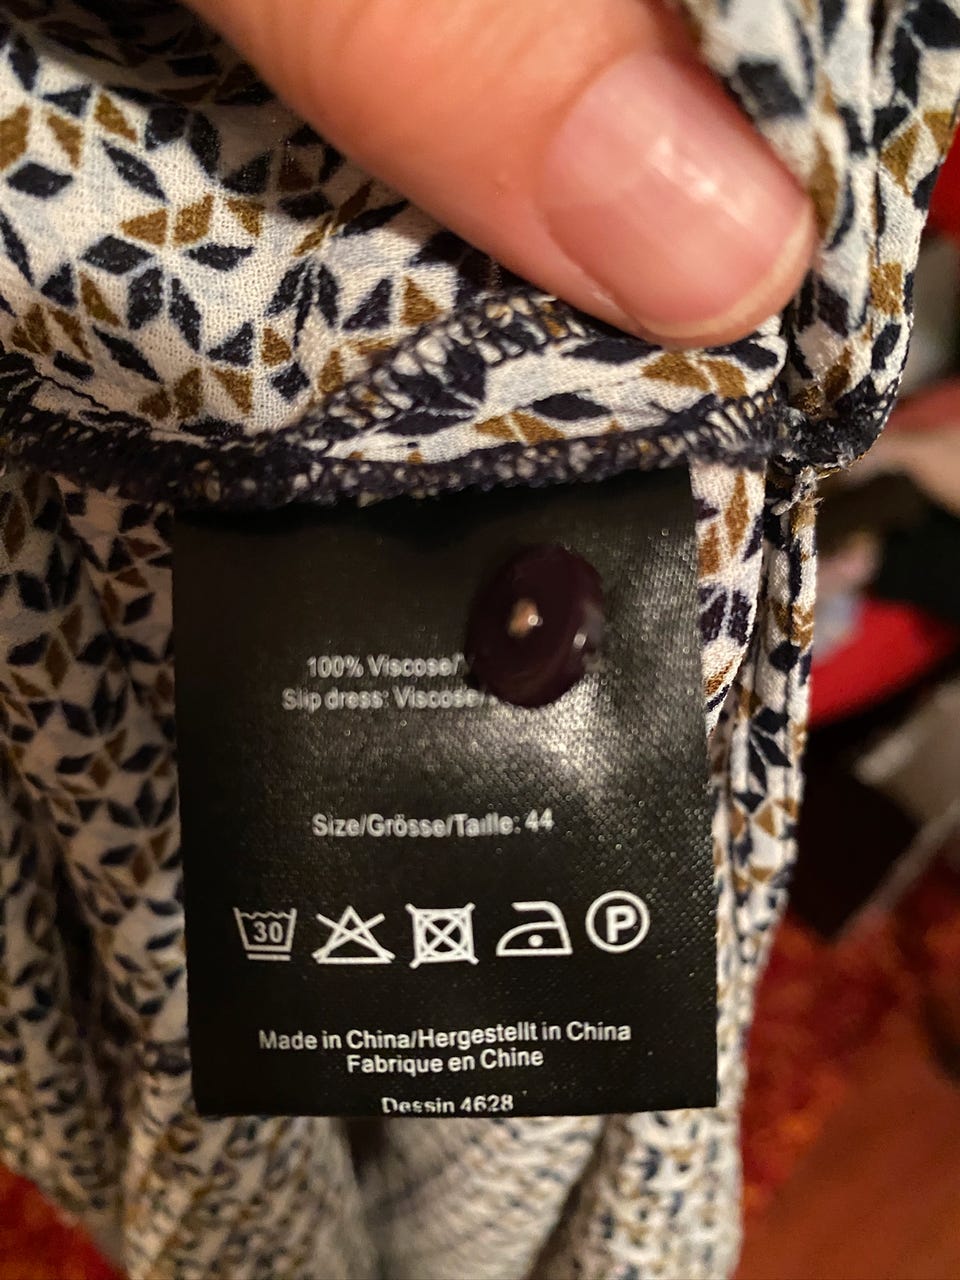 100% Viscose/
Slip dress: Viscose/
Size/Grösse/Taille: 44
30
P
Made in China/Hergestellt in China
Fabrique en Chine
Dessin 4628